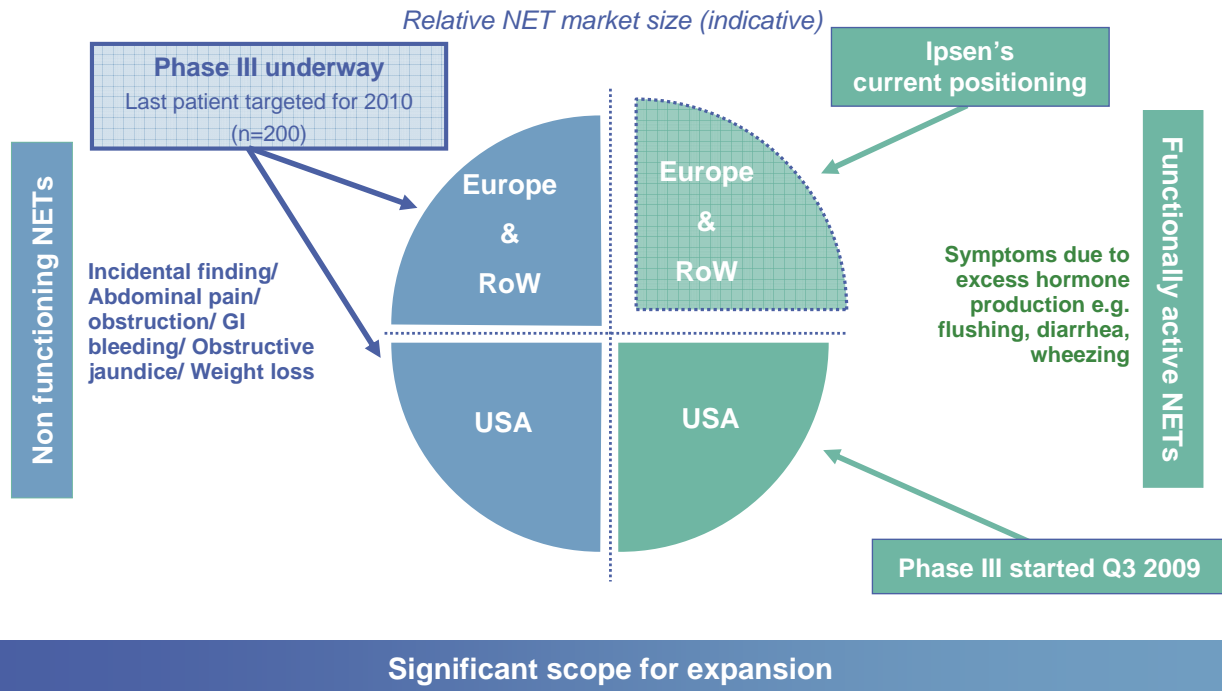 Relative NET market size (indicative)
Phase III underway
Last patient targeted for 2010
(n=200)
Ipsen's
current positioning
Non functioning NETs
Incidental finding/
Abdominal pain/
obstruction/ GI
bleeding/ Obstructive
jaundice/ Weight loss
Europe
&
RoW
Europe
&
RoW
Symptoms due to
excess hormone
production e.g.
flushing, diarrhea,
wheezing
Functionally active NETs
USA
USA
Phase III started Q3 2009
Significant scope for expansion